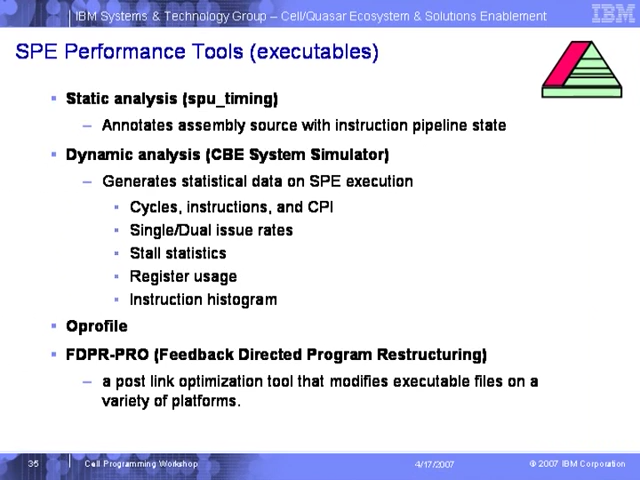 IBM Systems & Technology Group – Cell/Quasar Ecosystem & Solutions Enablement
IBM
SPE Performance Tools (executables)
▪ Static analysis (spu_timing)
– Annotates assembly source with instruction pipeline state
▪ Dynamic analysis (CBE System Simulator)
– Generates statistical data on SPE execution
▪ Cycles, instructions, and CPI
▪ Single/Dual issue rates
▪ Stall statistics
▪ Register usage
▪ Instruction histogram
▪ Oprofile
▪ FDPR-PRO (Feedback Directed Program Restructuring)
– a post link optimization tool that modifies executable files on a
variety of platforms.
35 Cell Programming Workshop 4/17/2007 © 2007 IBM Corporation